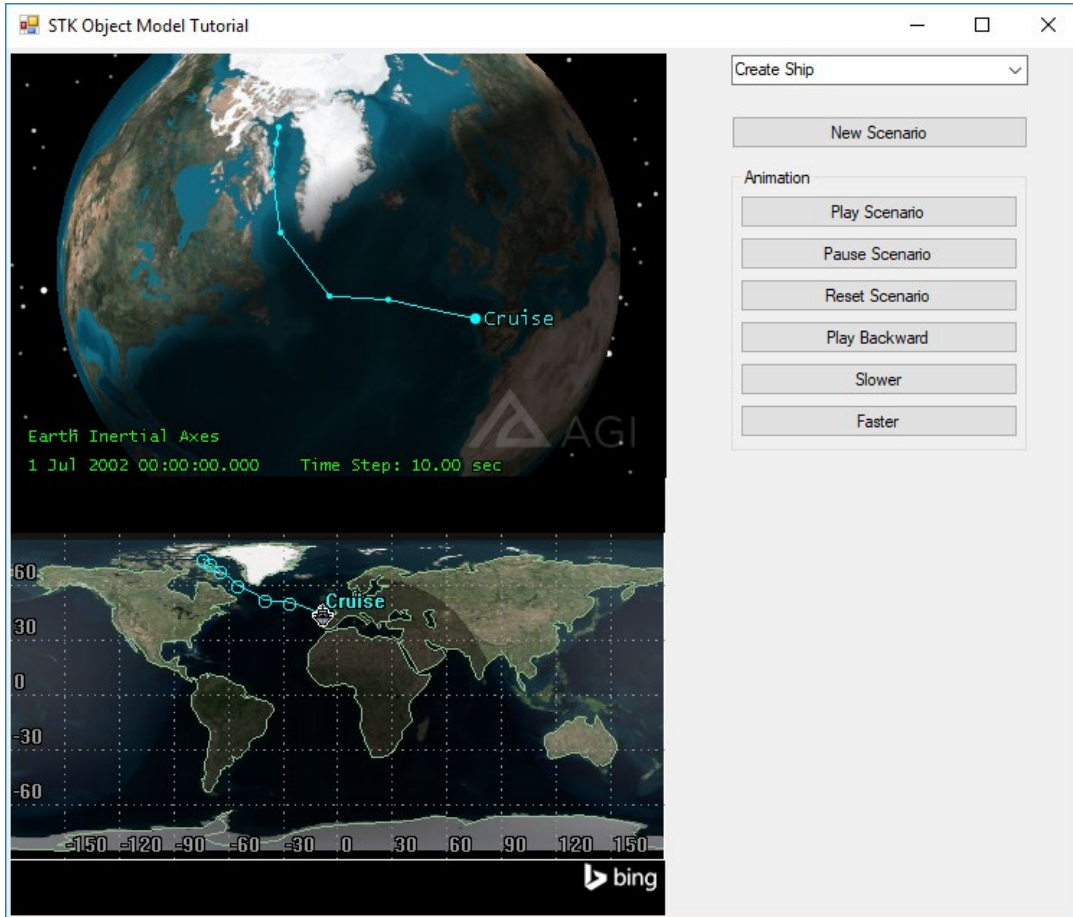 STK Object Model Tutorial
Create Ship
New Scenario
Animation
Play Scenario
Pause Scenario
Reset Scenario
Play Backward
Slower
Faster
Cruise
AGI
Earth Inertial Axes
1 Jul 2002 00:00:00.000 Time Step: 10.00 sec
60
Cruise
30
0
-30
-60
-150 -120 -90 -60 -30 0 30 60 90 120 150
bing